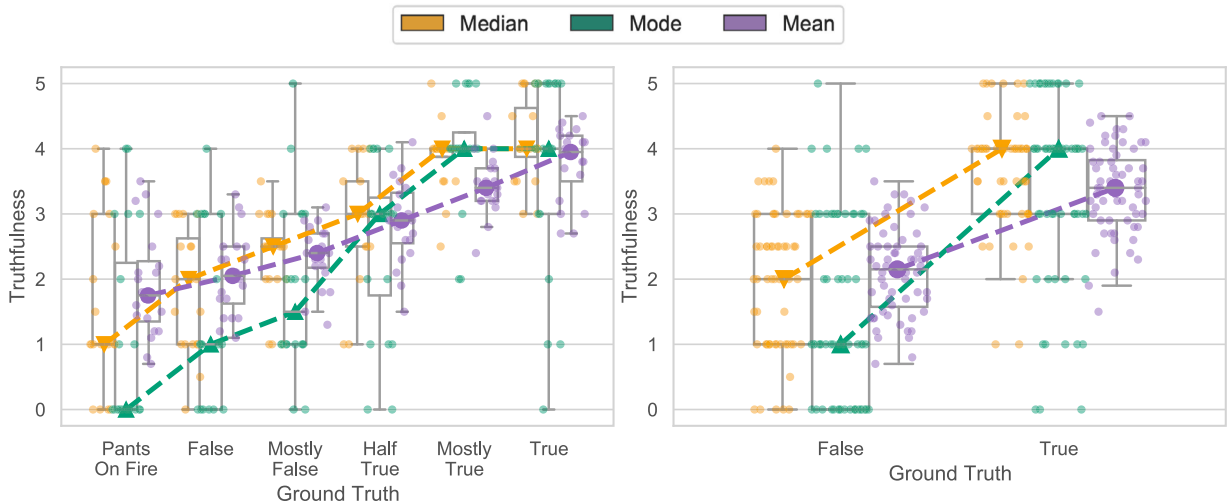 Median Mode Mean
Truthfulness
5
4
3
2
1
0
Pants On Fire
False
Mostly False
Half True
Mostly True
True
Ground Truth
Truthfulness
5
4
3
2
1
0
False
True
Ground Truth